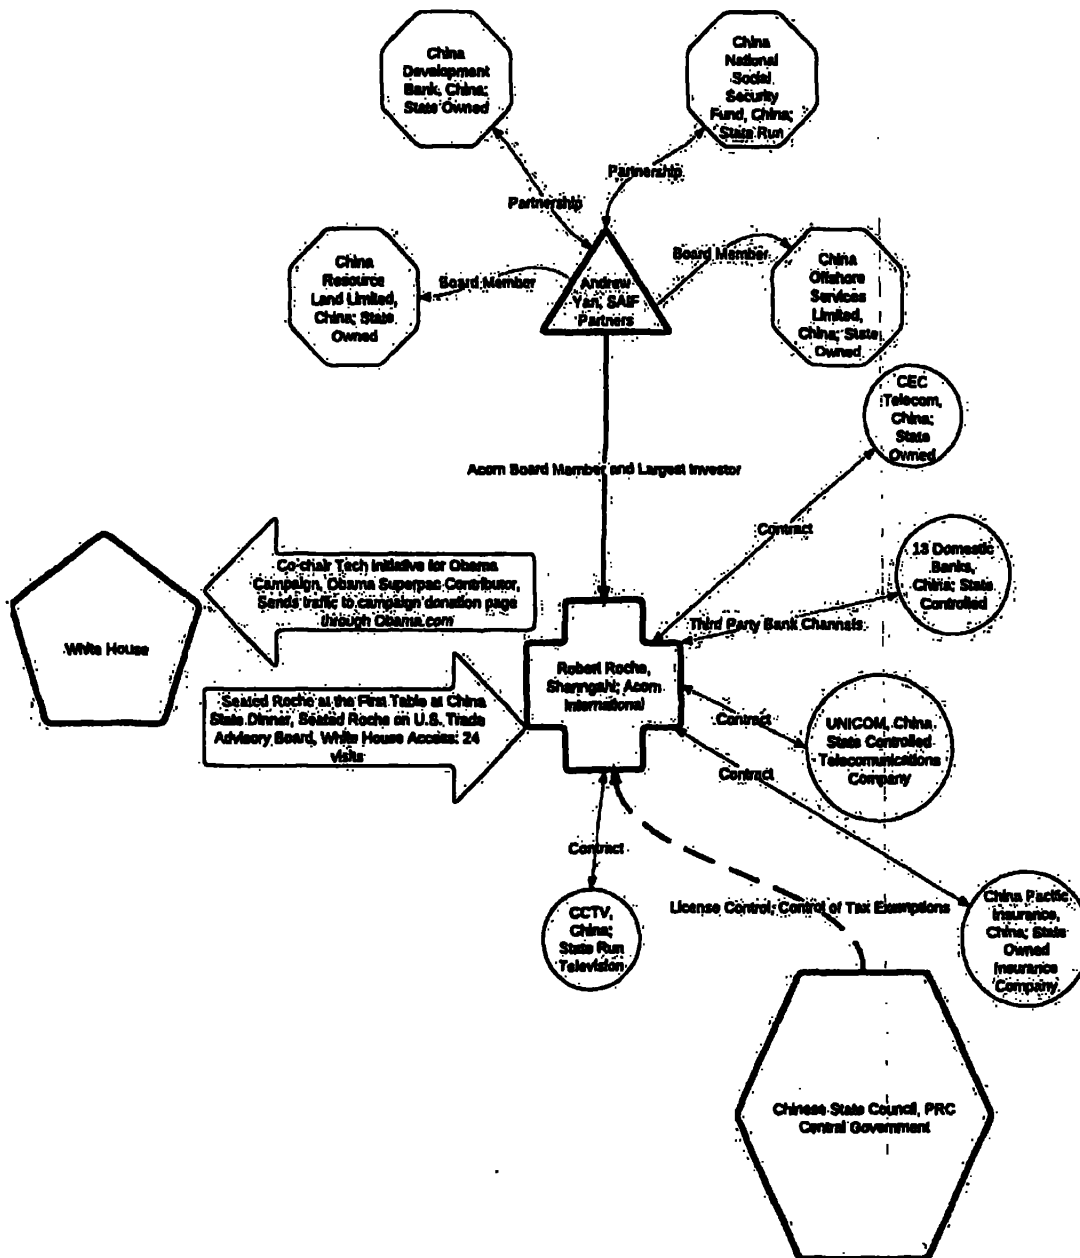 China
Development
Bank, China;
State Owned
China
National
Social
Security
Fund, China;
State Run
Partnership
Partnership
China
Resource
Land Limited,
China; State
Owned
Board Member
Andrew
Yan, SAIF
Partners
Board Member
China
Offshore
Services
Limited,
China; State
Owned
CEC
Telecom,
China;
State
Owned
Acorn Board Member and Largest Investor
Contract
13 Domestic
Banks,
China; State
Controlled
Third Party Bank Channels
White House
Co-chair Tech Initiative for Obama
Campaign, Obama Superpac Contributor,
Sends traffic to campaign donation page
through Obama.com
Seated Roche at the First Table at China
State Dinner, Seated Roche on U.S. Trade
Advisory Board, White House Access: 24
visits
Robert Roche,
Shanngahi; Acorn
International
Contract
UNICOM, China
State Controlled
Telecomunications
Company
Contract
Contract
CCTV,
China;
State Run
Television
License Control, Control of Tax Exemptions
China Pacific
Insurance,
China; State
Owned
Insurance
Company
Chinese State Council, PRC
Central Government